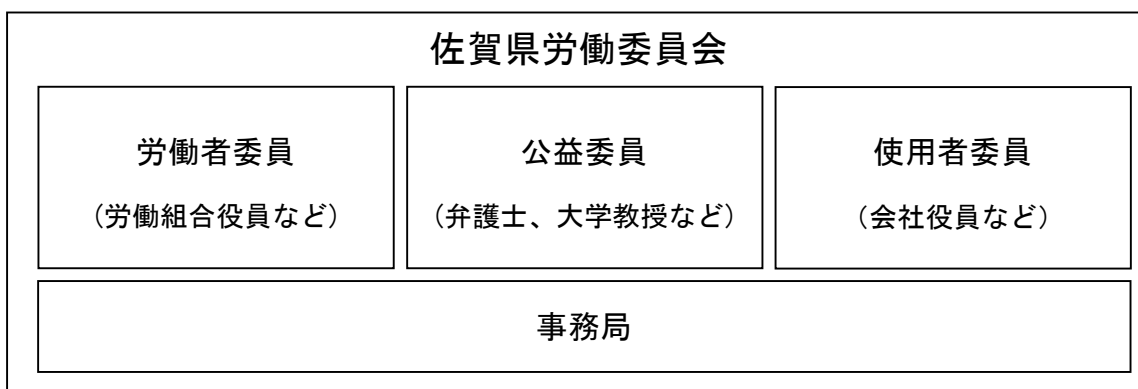 佐賀県労働委員会
労働者委員
（労働組合役員など）
公益委員
（弁護士、大学教授など）
使用者委員
（会社役員など）
事務局